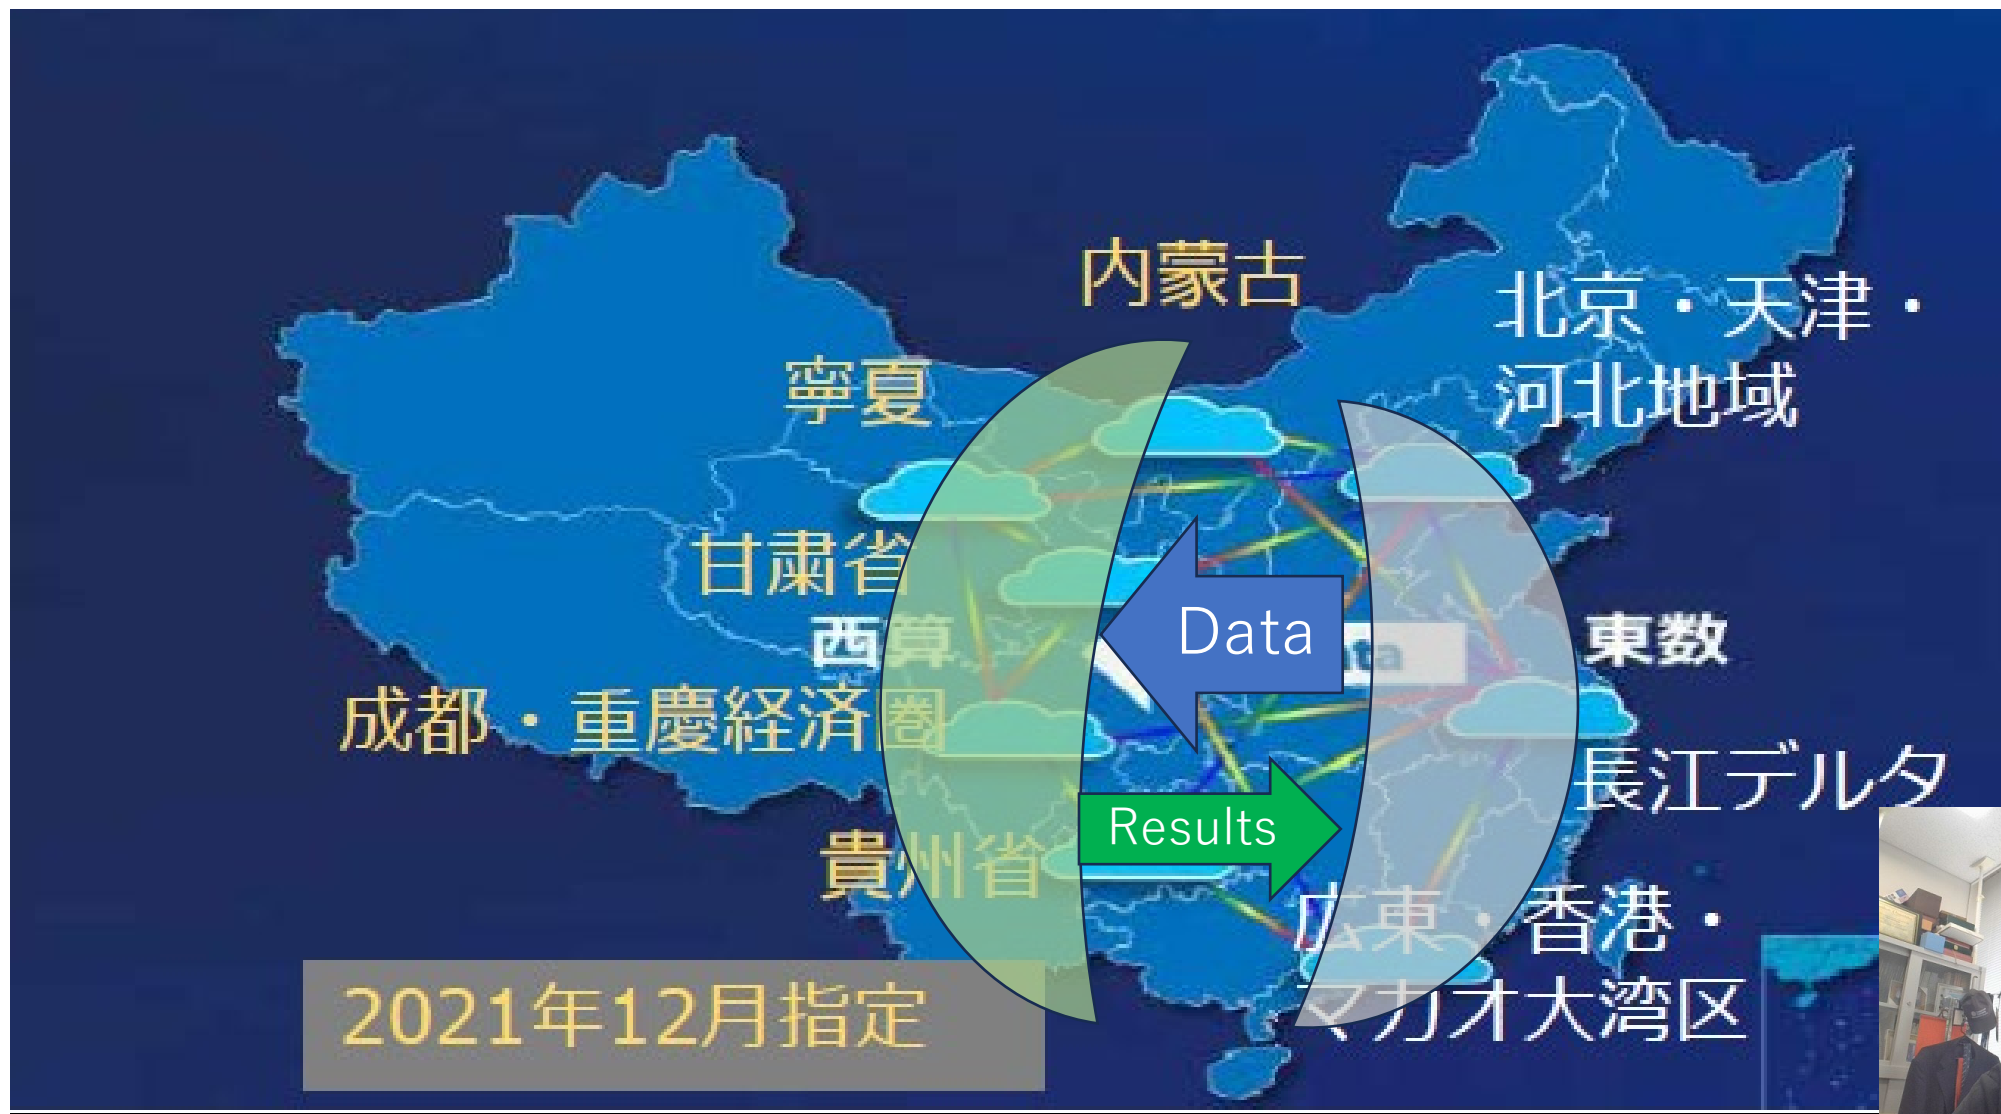 内蒙古
北京・天津・
河北地域
寧夏
甘粛省
西算
東数
Data
ata
成都・重慶経済圏
長江デルタ
Results
貴州省
広東・香港・
マカオ大湾区
2021年12月指定